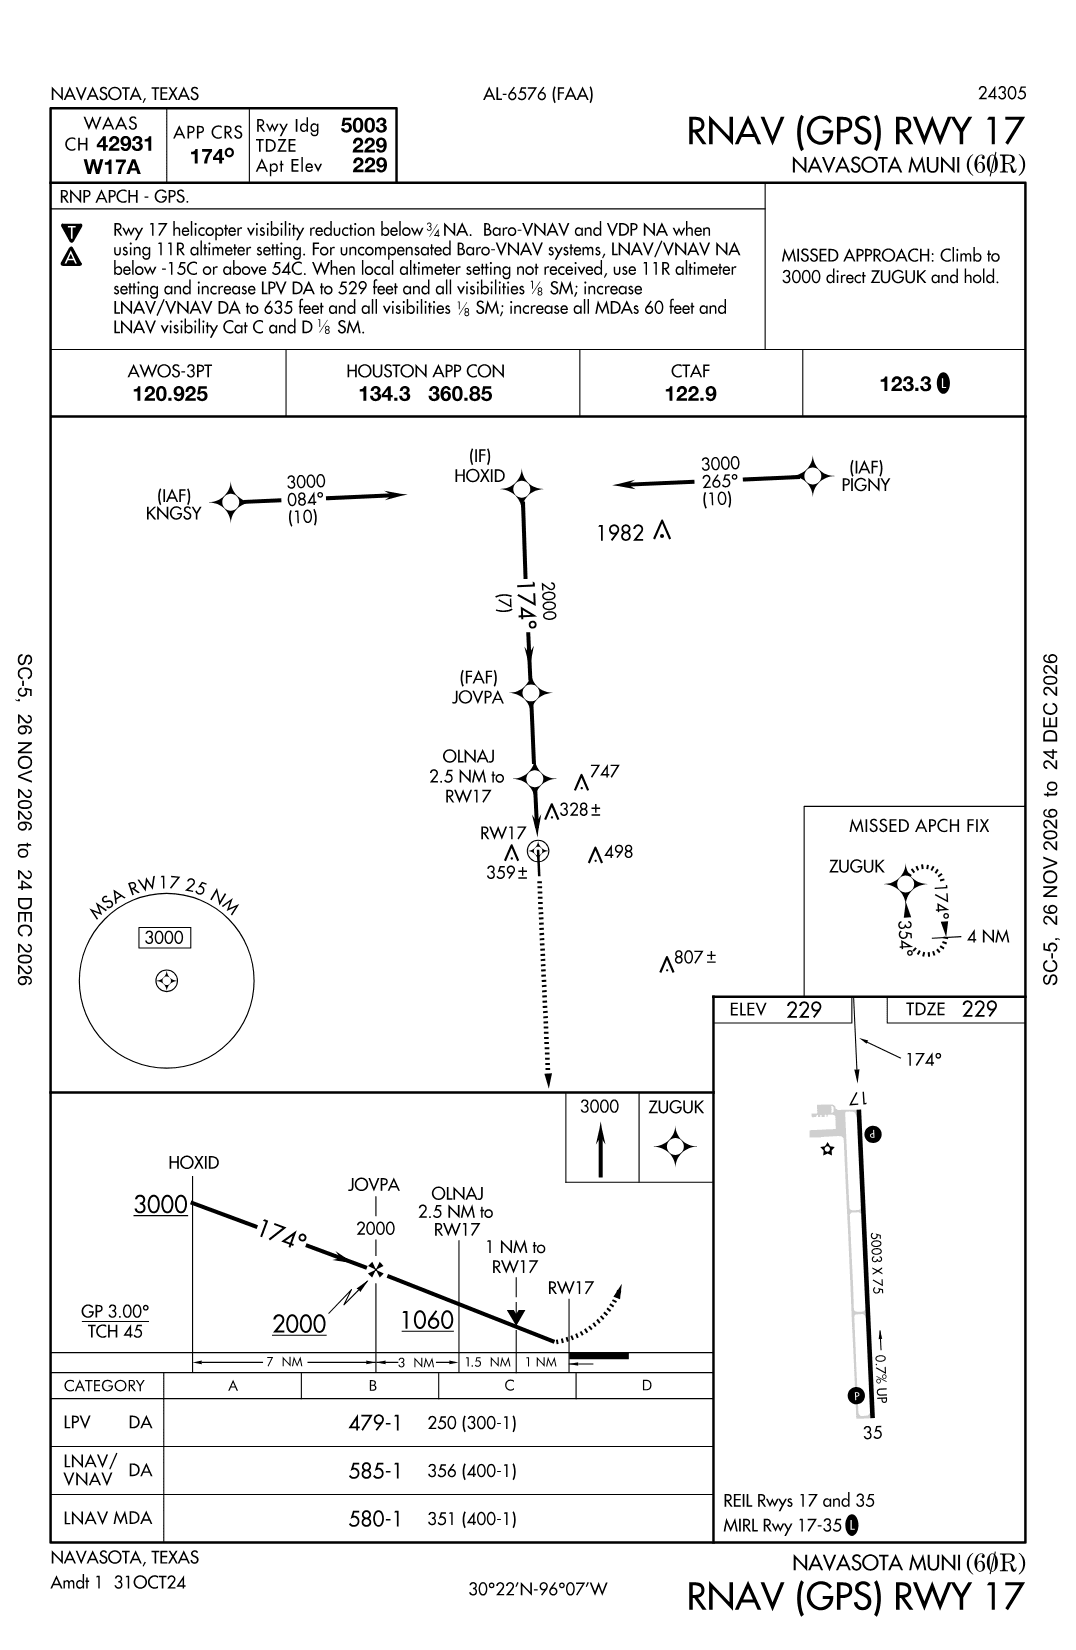 NAVASOTA, TEXAS
AL-6576 (FAA)
24305
WAAS
CH 42931
W17A
APP CRS
174°
Rwy Idg 5003
TDZE 229
Apt Elev 229
RNAV (GPS) RWY 17
NAVASOTA MUNI (6ØR)
RNP APCH - GPS.
T
A
Rwy 17 helicopter visibility reduction below ¾ NA. Baro-VNAV and VDP NA when
using 11R altimeter setting. For uncompensated Baro-VNAV systems, LNAV/VNAV NA
below -15C or above 54C. When local altimeter setting not received, use 11R altimeter
setting and increase LPV DA to 529 feet and all visibilities ⅛ SM; increase
LNAV/VNAV DA to 635 feet and all visibilities ⅛ SM; increase all MDAs 60 feet and
LNAV visibility Cat C and D ⅛ SM.
MISSED APPROACH: Climb to
3000 direct ZUGUK and hold.
AWOS-3PT
120.925
HOUSTON APP CON
134.3 360.85
CTAF
122.9
123.3 L
(IAF)
KNGSY
3000
084°
(10)
(IF)
HOXID
3000
265°
(10)
(IAF)
PIGNY
1982
2000
174°
(7)
(FAF)
JOVPA
OLNAJ
2.5 NM to
RW17
747
328±
RW17
359±
498
807±
MSA RW17 25 NM
3000
MISSED APCH FIX
ZUGUK
174°
354°
4 NM
SC-5, 26 NOV 2026 to 24 DEC 2026
SC-5, 26 NOV 2026 to 24 DEC 2026
ELEV 229
TDZE 229
174°
17
P
5003 X 75
0.7% UP
P
35
REIL Rwys 17 and 35
MIRL Rwy 17-35 L
3000
ZUGUK
HOXID
3000
174°
JOVPA
2000
2000
OLNAJ
2.5 NM to
RW17
1060
1 NM to
RW17
RW17
GP 3.00°
TCH 45
7 NM
3 NM
1.5 NM
1 NM
CATEGORY A B C D
LPV DA 479-1 250 (300-1)
LNAV/
VNAV DA 585-1 356 (400-1)
LNAV MDA 580-1 351 (400-1)
NAVASOTA, TEXAS
Amdt 1 31OCT24
30°22'N-96°07'W
NAVASOTA MUNI (6ØR)
RNAV (GPS) RWY 17